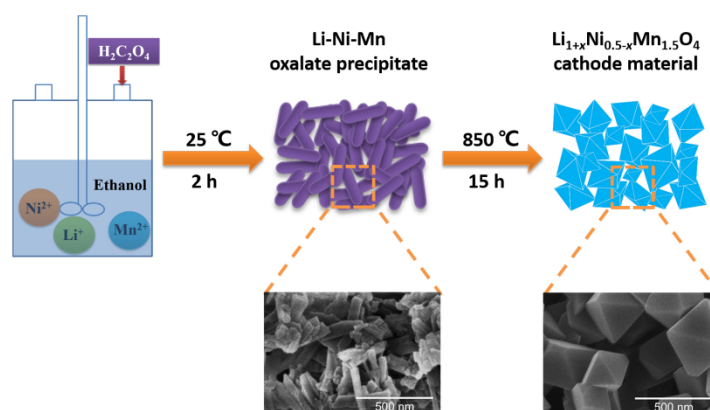 H₂C₂O₄
Ethanol
Ni²⁺
Li⁺
Mn²⁺
25 ℃
2 h
Li-Ni-Mn
oxalate precipitate
850 ℃
15 h
Li₁₊ₓNi₀.₅₋ₓMn₁.₅O₄
cathode material
500 nm
500 nm